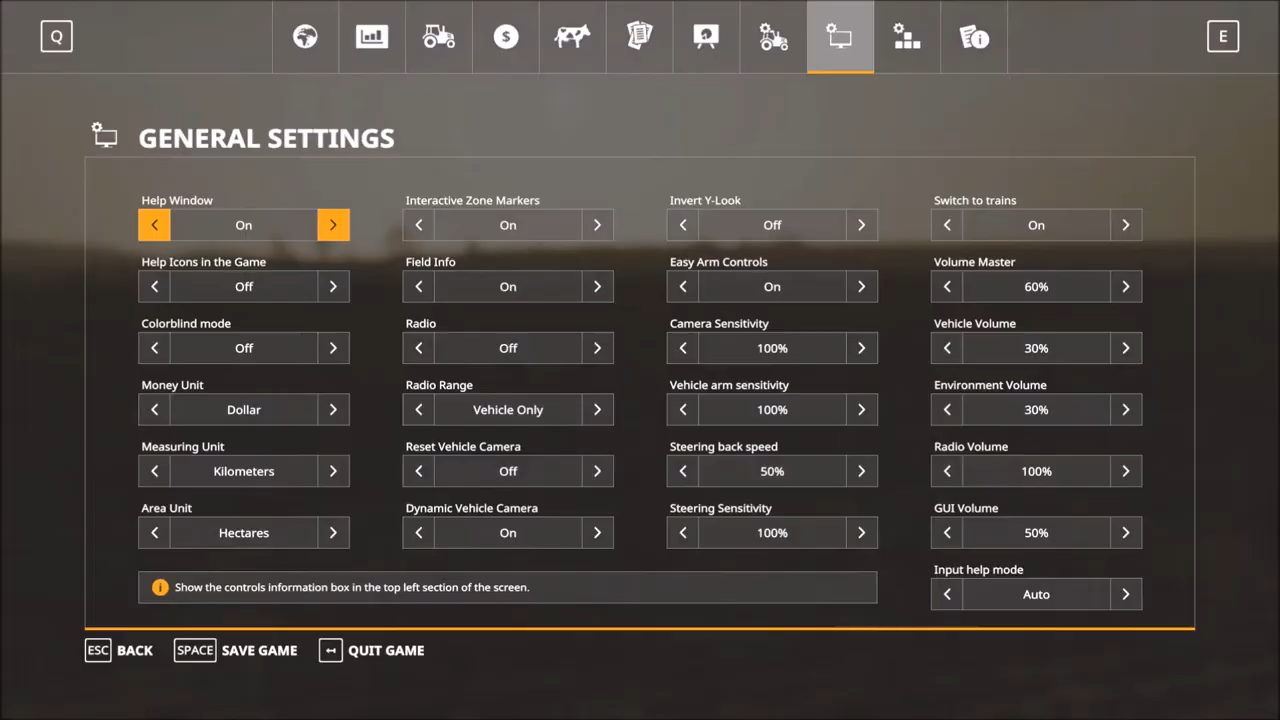 Q
$
E
GENERAL SETTINGS
Help Window
On
Help Icons in the Game
Off
Colorblind mode
Off
Money Unit
Dollar
Measuring Unit
Kilometers
Area Unit
Hectares
Interactive Zone Markers
On
Field Info
On
Radio
Off
Radio Range
Vehicle Only
Reset Vehicle Camera
Off
Dynamic Vehicle Camera
On
Invert Y-Look
Off
Easy Arm Controls
On
Camera Sensitivity
100%
Vehicle arm sensitivity
100%
Steering back speed
50%
Steering Sensitivity
100%
Switch to trains
On
Volume Master
60%
Vehicle Volume
30%
Environment Volume
30%
Radio Volume
100%
GUI Volume
50%
Input help mode
Auto
Show the controls information box in the top left section of the screen.
ESC BACK SPACE SAVE GAME ↔ QUIT GAME